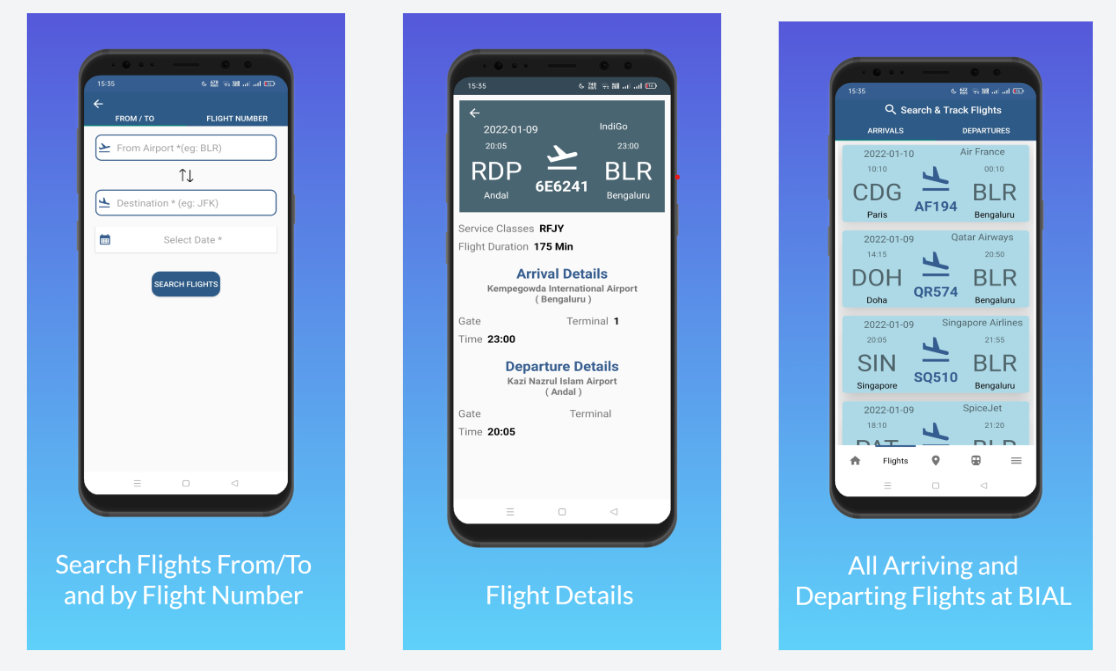 15:35
FROM / TO FLIGHT NUMBER
From Airport *(eg: BLR)
Destination * (eg: JFK)
Select Date *
SEARCH FLIGHTS
Search Flights From/To
and by Flight Number
15:35
2022-01-09 IndiGo
20:05 23:00
RDP BLR
6E6241
Andal Bengaluru
Service Classes RFJY
Flight Duration 175 Min
Arrival Details
Kempegowda International Airport
( Bengaluru )
Gate Terminal 1
Time 23:00
Departure Details
Kazi Nazrul Islam Airport
( Andal )
Gate Terminal
Time 20:05
Flight Details
15:35
Search & Track Flights
ARRIVALS DEPARTURES
2022-01-10 Air France
10:10 00:10
CDG BLR
AF194
Paris Bengaluru
2022-01-09 Qatar Airways
14:15 20:50
DOH BLR
QR574
Doha Bengaluru
2022-01-09 Singapore Airlines
20:05 21:55
SIN BLR
SQ510
Singapore Bengaluru
2022-01-09 SpiceJet
18:10 21:20
Flights
All Arriving and
Departing Flights at BIAL